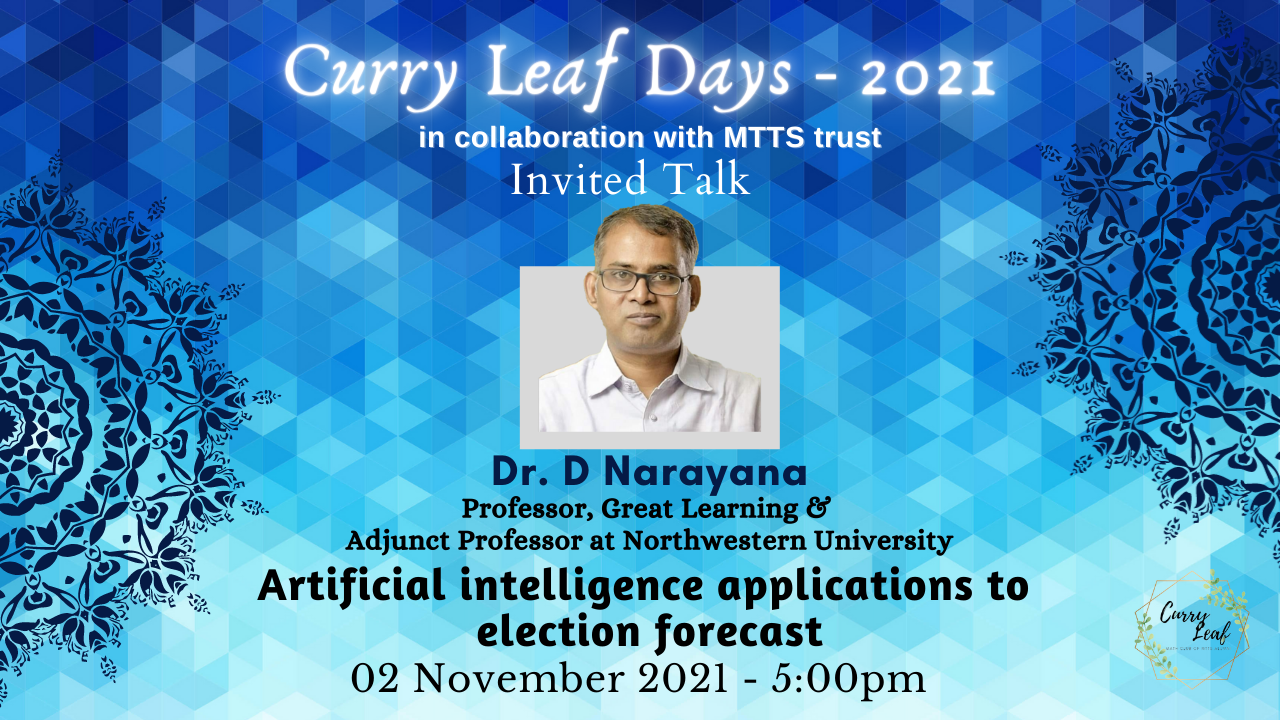 Curry Leaf Days - 2021
in collaboration with MTTS trust
Invited Talk
Dr. D Narayana
Professor, Great Learning &
Adjunct Professor at Northwestern University
Artificial intelligence applications to
election forecast
02 November 2021 - 5:00pm
Curry
Leaf